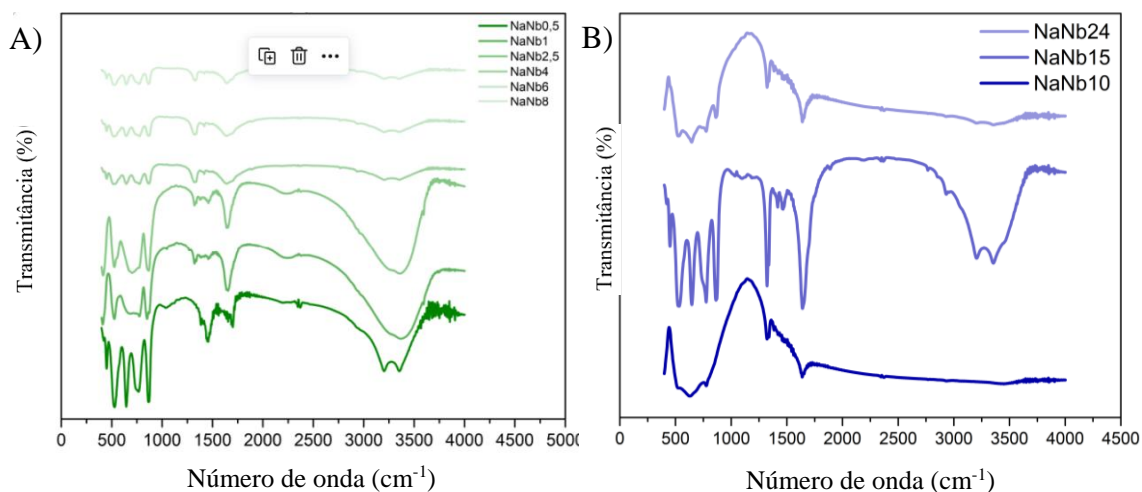 A)
NaNb0,5
NaNb1
NaNb2,5
NaNb4
NaNb6
NaNb8
Transmitância (%)
0 500 1000 1500 2000 2500 3000 3500 4000 4500 5000
Número de onda (cm-1)
B)
NaNb24
NaNb15
NaNb10
Transmitância (%)
0 500 1000 1500 2000 2500 3000 3500 4000 4500
Número de onda (cm-1)